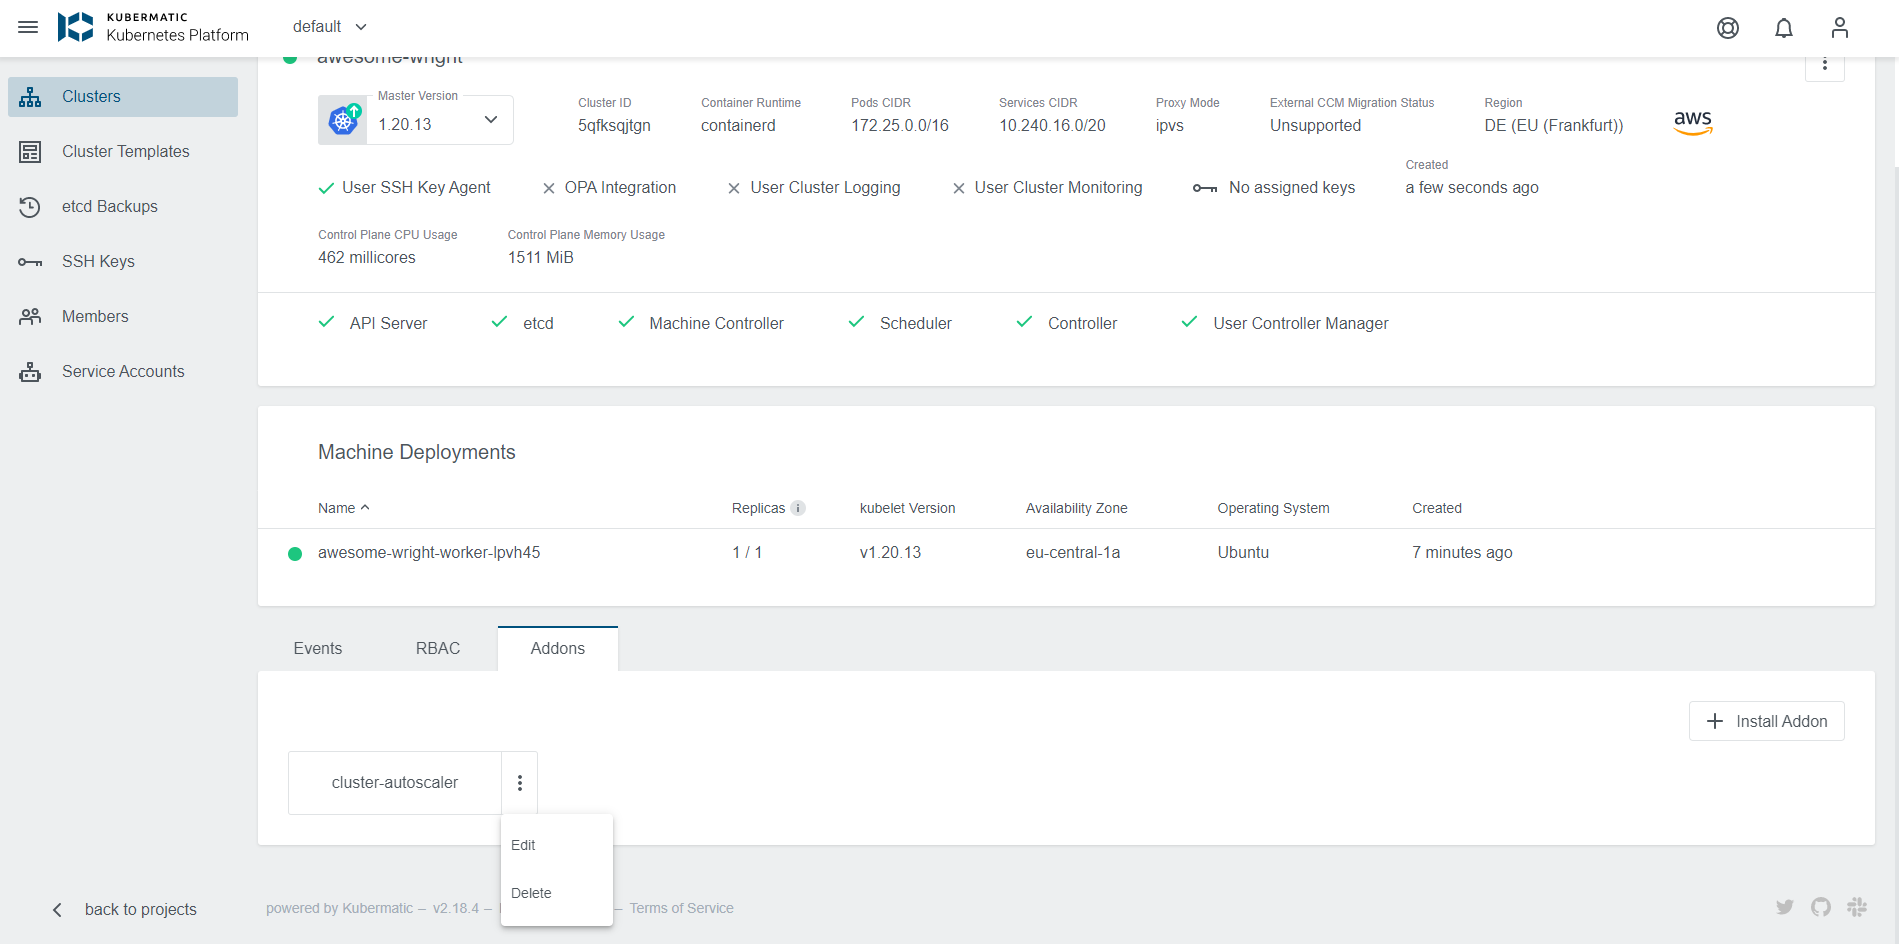 KUBERMATIC
Kubernetes Platform
default
awesome-wright
Clusters
Cluster Templates
etcd Backups
SSH Keys
Members
Service Accounts
Master Version
1.20.13
Cluster ID
5qfksqjtgn
Container Runtime
containerd
Pods CIDR
172.25.0.0/16
Services CIDR
10.240.16.0/20
Proxy Mode
ipvs
External CCM Migration Status
Unsupported
Region
DE (EU (Frankfurt))
aws
User SSH Key Agent
OPA Integration
User Cluster Logging
User Cluster Monitoring
No assigned keys
Created
a few seconds ago
Control Plane CPU Usage
462 millicores
Control Plane Memory Usage
1511 MiB
API Server
etcd
Machine Controller
Scheduler
Controller
User Controller Manager
Machine Deployments
Name Replicas kubelet Version Availability Zone Operating System Created
awesome-wright-worker-lpvh45 1 / 1 v1.20.13 eu-central-1a Ubuntu 7 minutes ago
Events RBAC Addons
Install Addon
cluster-autoscaler
Edit
Delete
back to projects
powered by Kubermatic – v2.18.4 – – Terms of Service